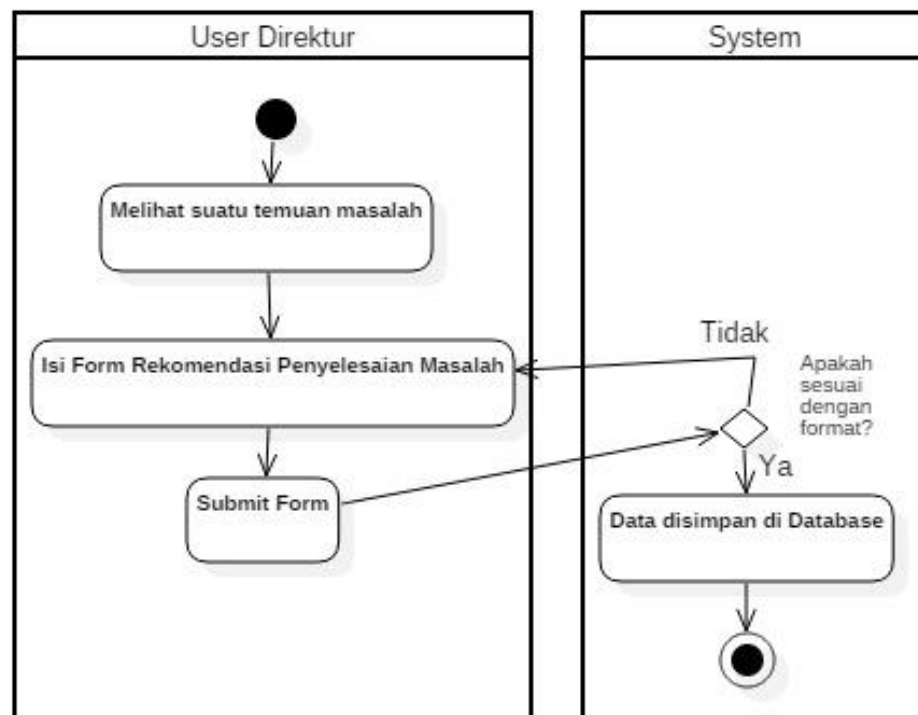 User Direktur
System
Melihat suatu temuan masalah
Isi Form Rekomendasi Penyelesaian Masalah
Submit Form
Tidak
Apakah
sesuai
dengan
format?
Ya
Data disimpan di Database